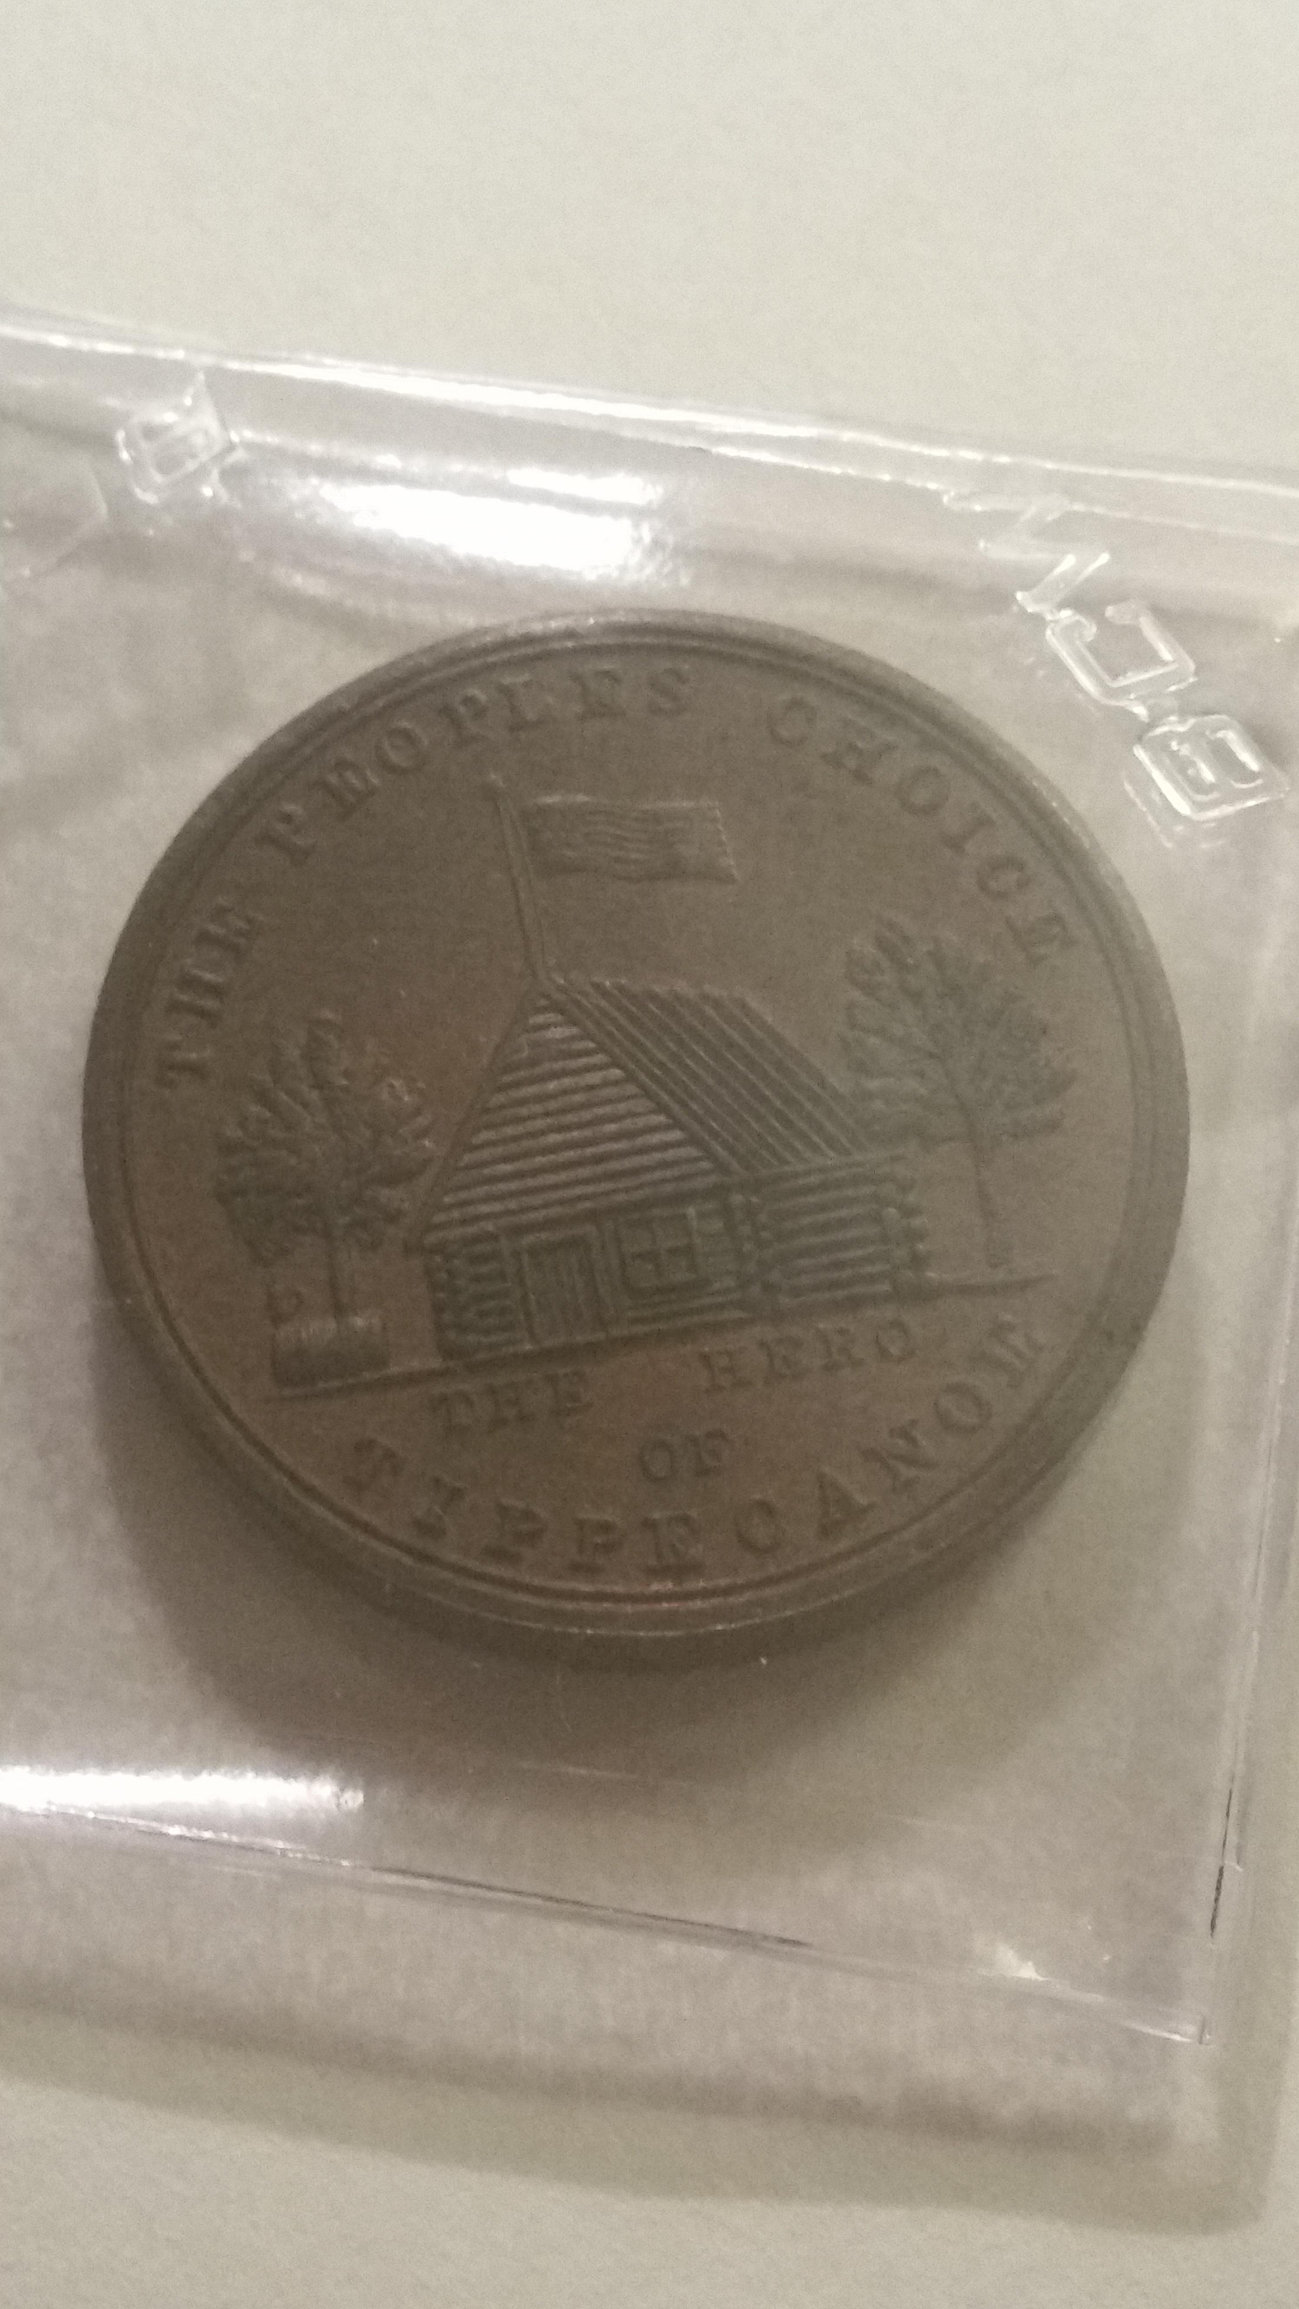 THE PEOPLES CHOICE
THE HERO
OF
TIPPECANOE